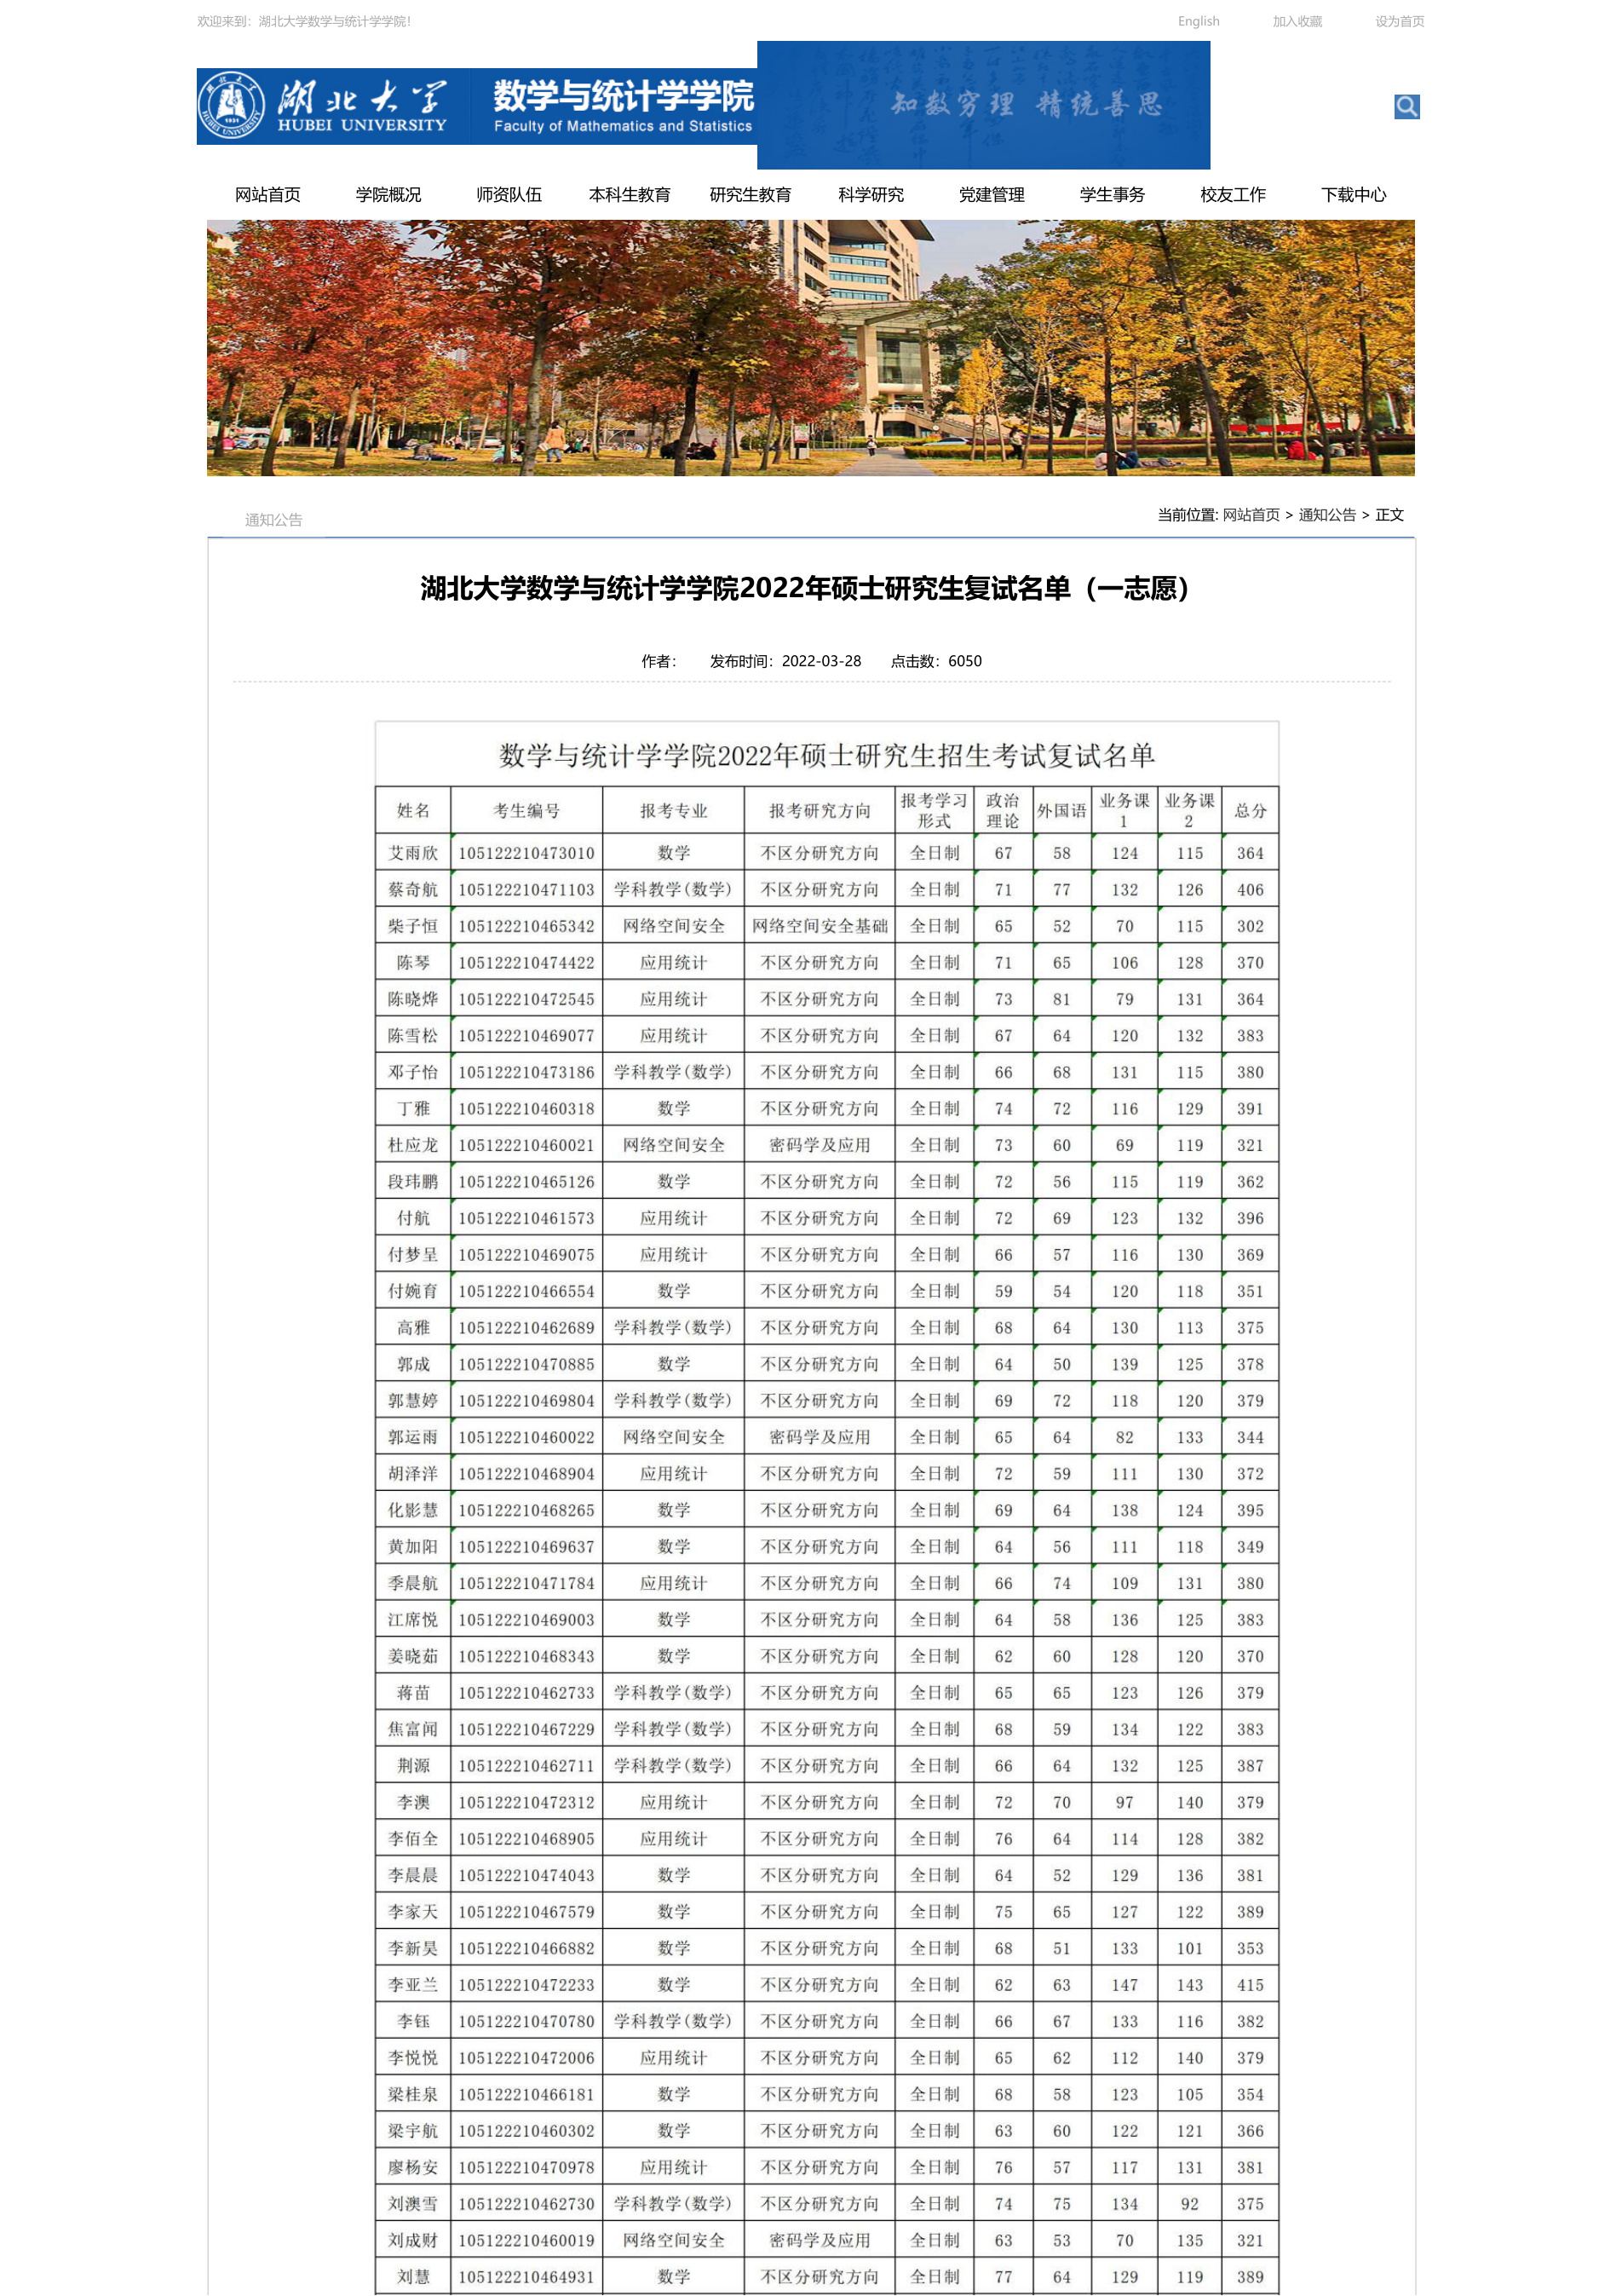 欢迎来到：湖北大学数学与统计学学院！ English 加入收藏 设为首页
湖北大学 HUBEI UNIVERSITY
数学与统计学学院
Faculty of Mathematics and Statistics
知数穷理 精统善思
网站首页 学院概况 师资队伍 本科生教育 研究生教育 科学研究 党建管理 学生事务 校友工作 下载中心
通知公告 当前位置: 网站首页 > 通知公告 > 正文
湖北大学数学与统计学学院2022年硕士研究生复试名单（一志愿）
作者： 发布时间：2022-03-28 点击数：6050
数学与统计学学院2022年硕士研究生招生考试复试名单
姓名 考生编号 报考专业 报考研究方向 报考学习形式 政治理论 外国语 业务课1 业务课2 总分
艾雨欣 105122210473010 数学 不区分研究方向 全日制 67 58 124 115 364
蔡奇航 105122210471103 学科教学(数学) 不区分研究方向 全日制 71 77 132 126 406
柴子恒 105122210465342 网络空间安全 网络空间安全基础 全日制 65 52 70 115 302
陈琴 105122210474422 应用统计 不区分研究方向 全日制 71 65 106 128 370
陈晓烨 105122210472545 应用统计 不区分研究方向 全日制 73 81 79 131 364
陈雪松 105122210469077 应用统计 不区分研究方向 全日制 67 64 120 132 383
邓子怡 105122210473186 学科教学(数学) 不区分研究方向 全日制 66 68 131 115 380
丁雅 105122210460318 数学 不区分研究方向 全日制 74 72 116 129 391
杜应龙 105122210460021 网络空间安全 密码学及应用 全日制 73 60 69 119 321
段玮鹏 105122210465126 数学 不区分研究方向 全日制 72 56 115 119 362
付航 105122210461573 应用统计 不区分研究方向 全日制 72 69 123 132 396
付梦呈 105122210469075 应用统计 不区分研究方向 全日制 66 57 116 130 369
付婉育 105122210466554 数学 不区分研究方向 全日制 59 54 120 118 351
高雅 105122210462689 学科教学(数学) 不区分研究方向 全日制 68 64 130 113 375
郭成 105122210470885 数学 不区分研究方向 全日制 64 50 139 125 378
郭慧婷 105122210469804 学科教学(数学) 不区分研究方向 全日制 69 72 118 120 379
郭运雨 105122210460022 网络空间安全 密码学及应用 全日制 65 64 82 133 344
胡泽洋 105122210468904 应用统计 不区分研究方向 全日制 72 59 111 130 372
化影慧 105122210468265 数学 不区分研究方向 全日制 69 64 138 124 395
黄加阳 105122210469637 数学 不区分研究方向 全日制 64 56 111 118 349
季晨航 105122210471784 应用统计 不区分研究方向 全日制 66 74 109 131 380
江席悦 105122210469003 数学 不区分研究方向 全日制 64 58 136 125 383
姜晓茹 105122210468343 数学 不区分研究方向 全日制 62 60 128 120 370
蒋苗 105122210462733 学科教学(数学) 不区分研究方向 全日制 65 65 123 126 379
焦富闻 105122210467229 学科教学(数学) 不区分研究方向 全日制 68 59 134 122 383
荆源 105122210462711 学科教学(数学) 不区分研究方向 全日制 66 64 132 125 387
李澳 105122210472312 应用统计 不区分研究方向 全日制 72 70 97 140 379
李佰全 105122210468905 应用统计 不区分研究方向 全日制 76 64 114 128 382
李晨晨 105122210474043 数学 不区分研究方向 全日制 64 52 129 136 381
李家天 105122210467579 数学 不区分研究方向 全日制 75 65 127 122 389
李新昊 105122210466882 数学 不区分研究方向 全日制 68 51 133 101 353
李亚兰 105122210472233 数学 不区分研究方向 全日制 62 63 147 143 415
李钰 105122210470780 学科教学(数学) 不区分研究方向 全日制 66 67 133 116 382
李悦悦 105122210472006 应用统计 不区分研究方向 全日制 65 62 112 140 379
梁桂泉 105122210466181 数学 不区分研究方向 全日制 68 58 123 105 354
梁宇航 105122210460302 数学 不区分研究方向 全日制 63 60 122 121 366
廖杨安 105122210470978 应用统计 不区分研究方向 全日制 76 57 117 131 381
刘澳雪 105122210462730 学科教学(数学) 不区分研究方向 全日制 74 75 134 92 375
刘成财 105122210460019 网络空间安全 密码学及应用 全日制 63 53 70 135 321
刘慧 105122210464931 数学 不区分研究方向 全日制 77 64 129 119 389